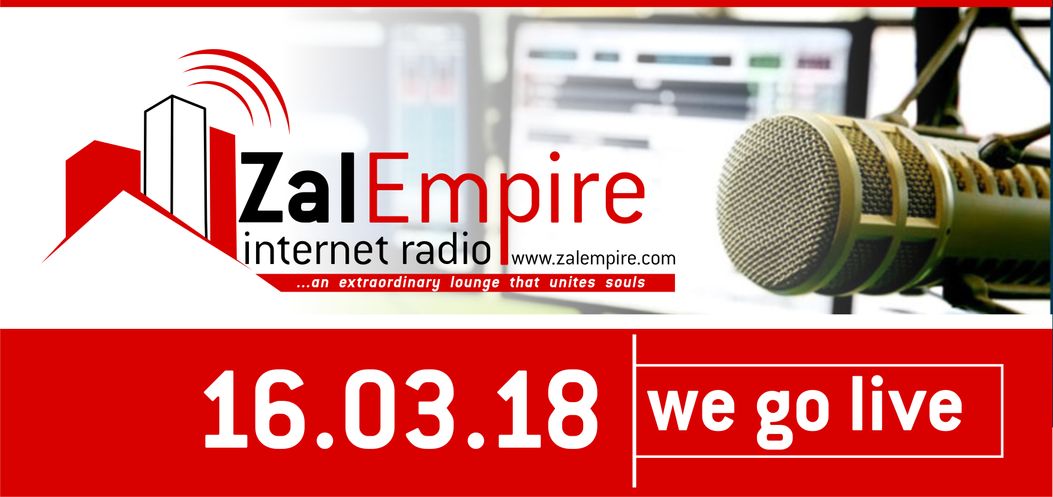 ZalEmpire
internet radio
www.zalempire.com
...an extraordinary lounge that unites souls
16.03.18
we go live